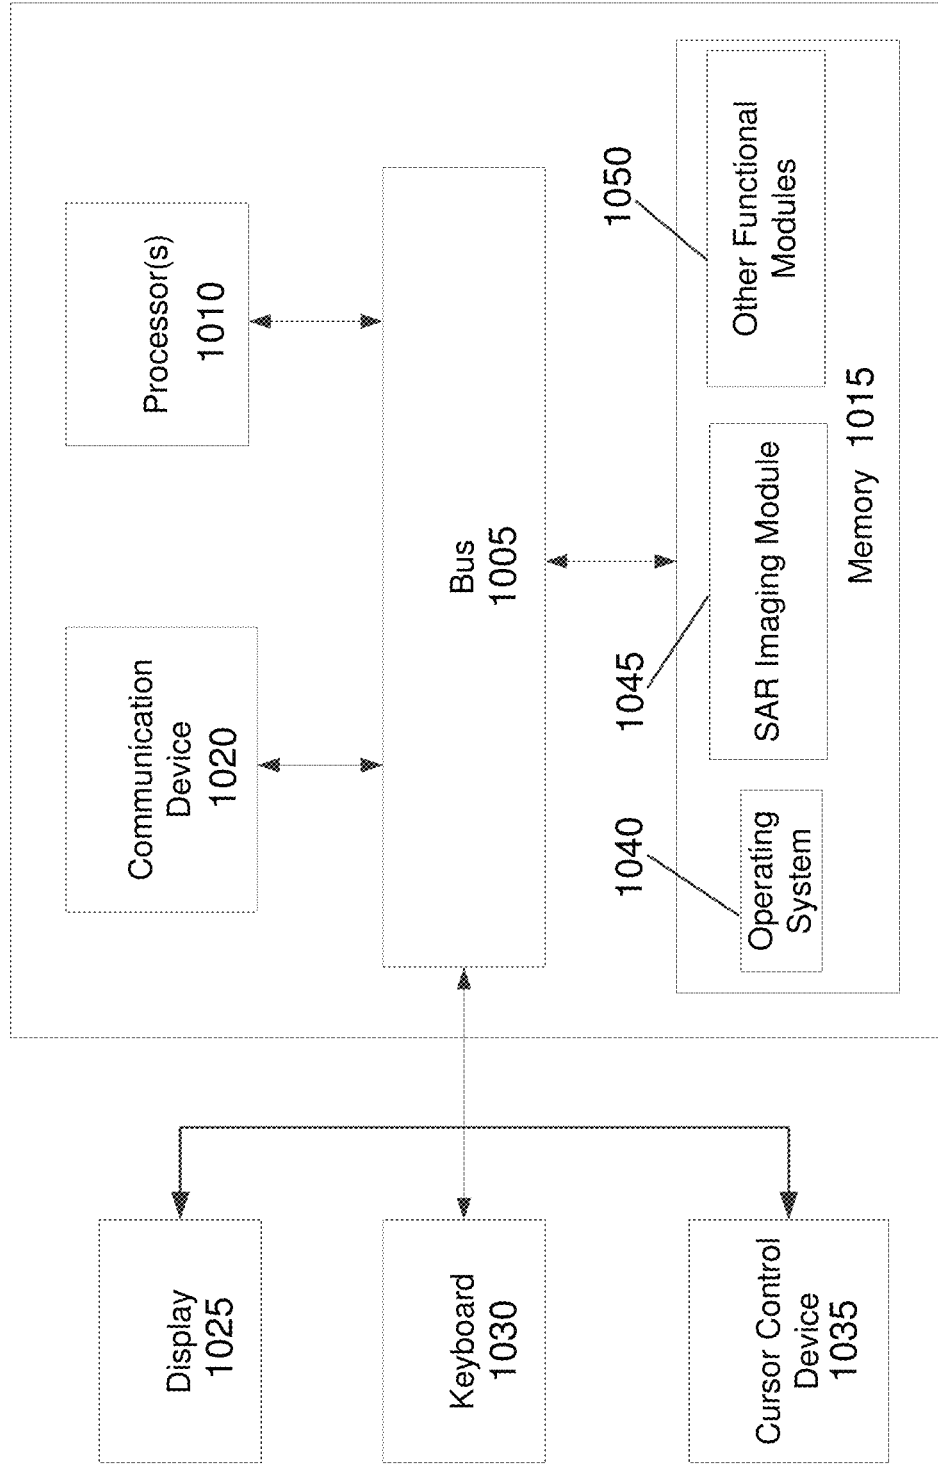 Display
1025
Keyboard
1030
Cursor Control
Device
1035
Communication
Device
1020
Processor(s)
1010
Bus
1005
1040
Operating
System
1045
SAR Imaging Module
1050
Other Functional
Modules
Memory 1015